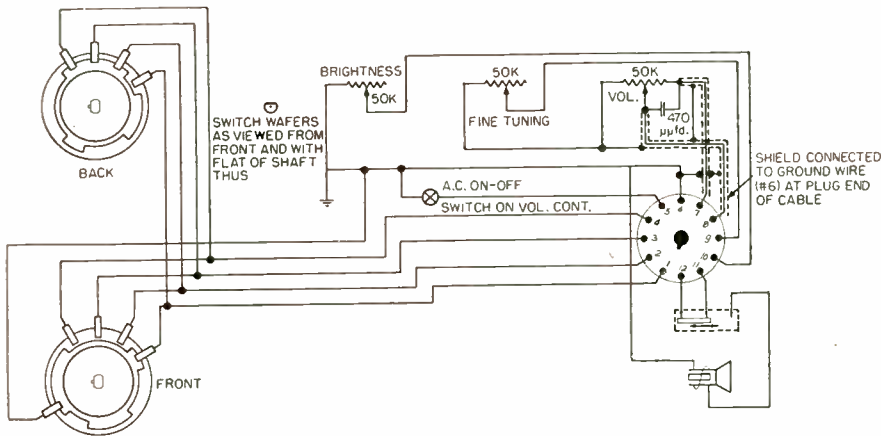 BACK
SWITCH WAFERS
AS VIEWED FROM
FRONT AND WITH
FLAT OF SHAFT
THUS
BRIGHTNESS
50K
50K
FINE TUNING
50K
VOL.
470
µµfd.
SHIELD CONNECTED
TO GROUND WIRE
(#6) AT PLUG END
OF CABLE
A.C. ON-OFF
SWITCH ON VOL. CONT.
5
6
7
4
8
3
9
2
10
1
12
11
FRONT